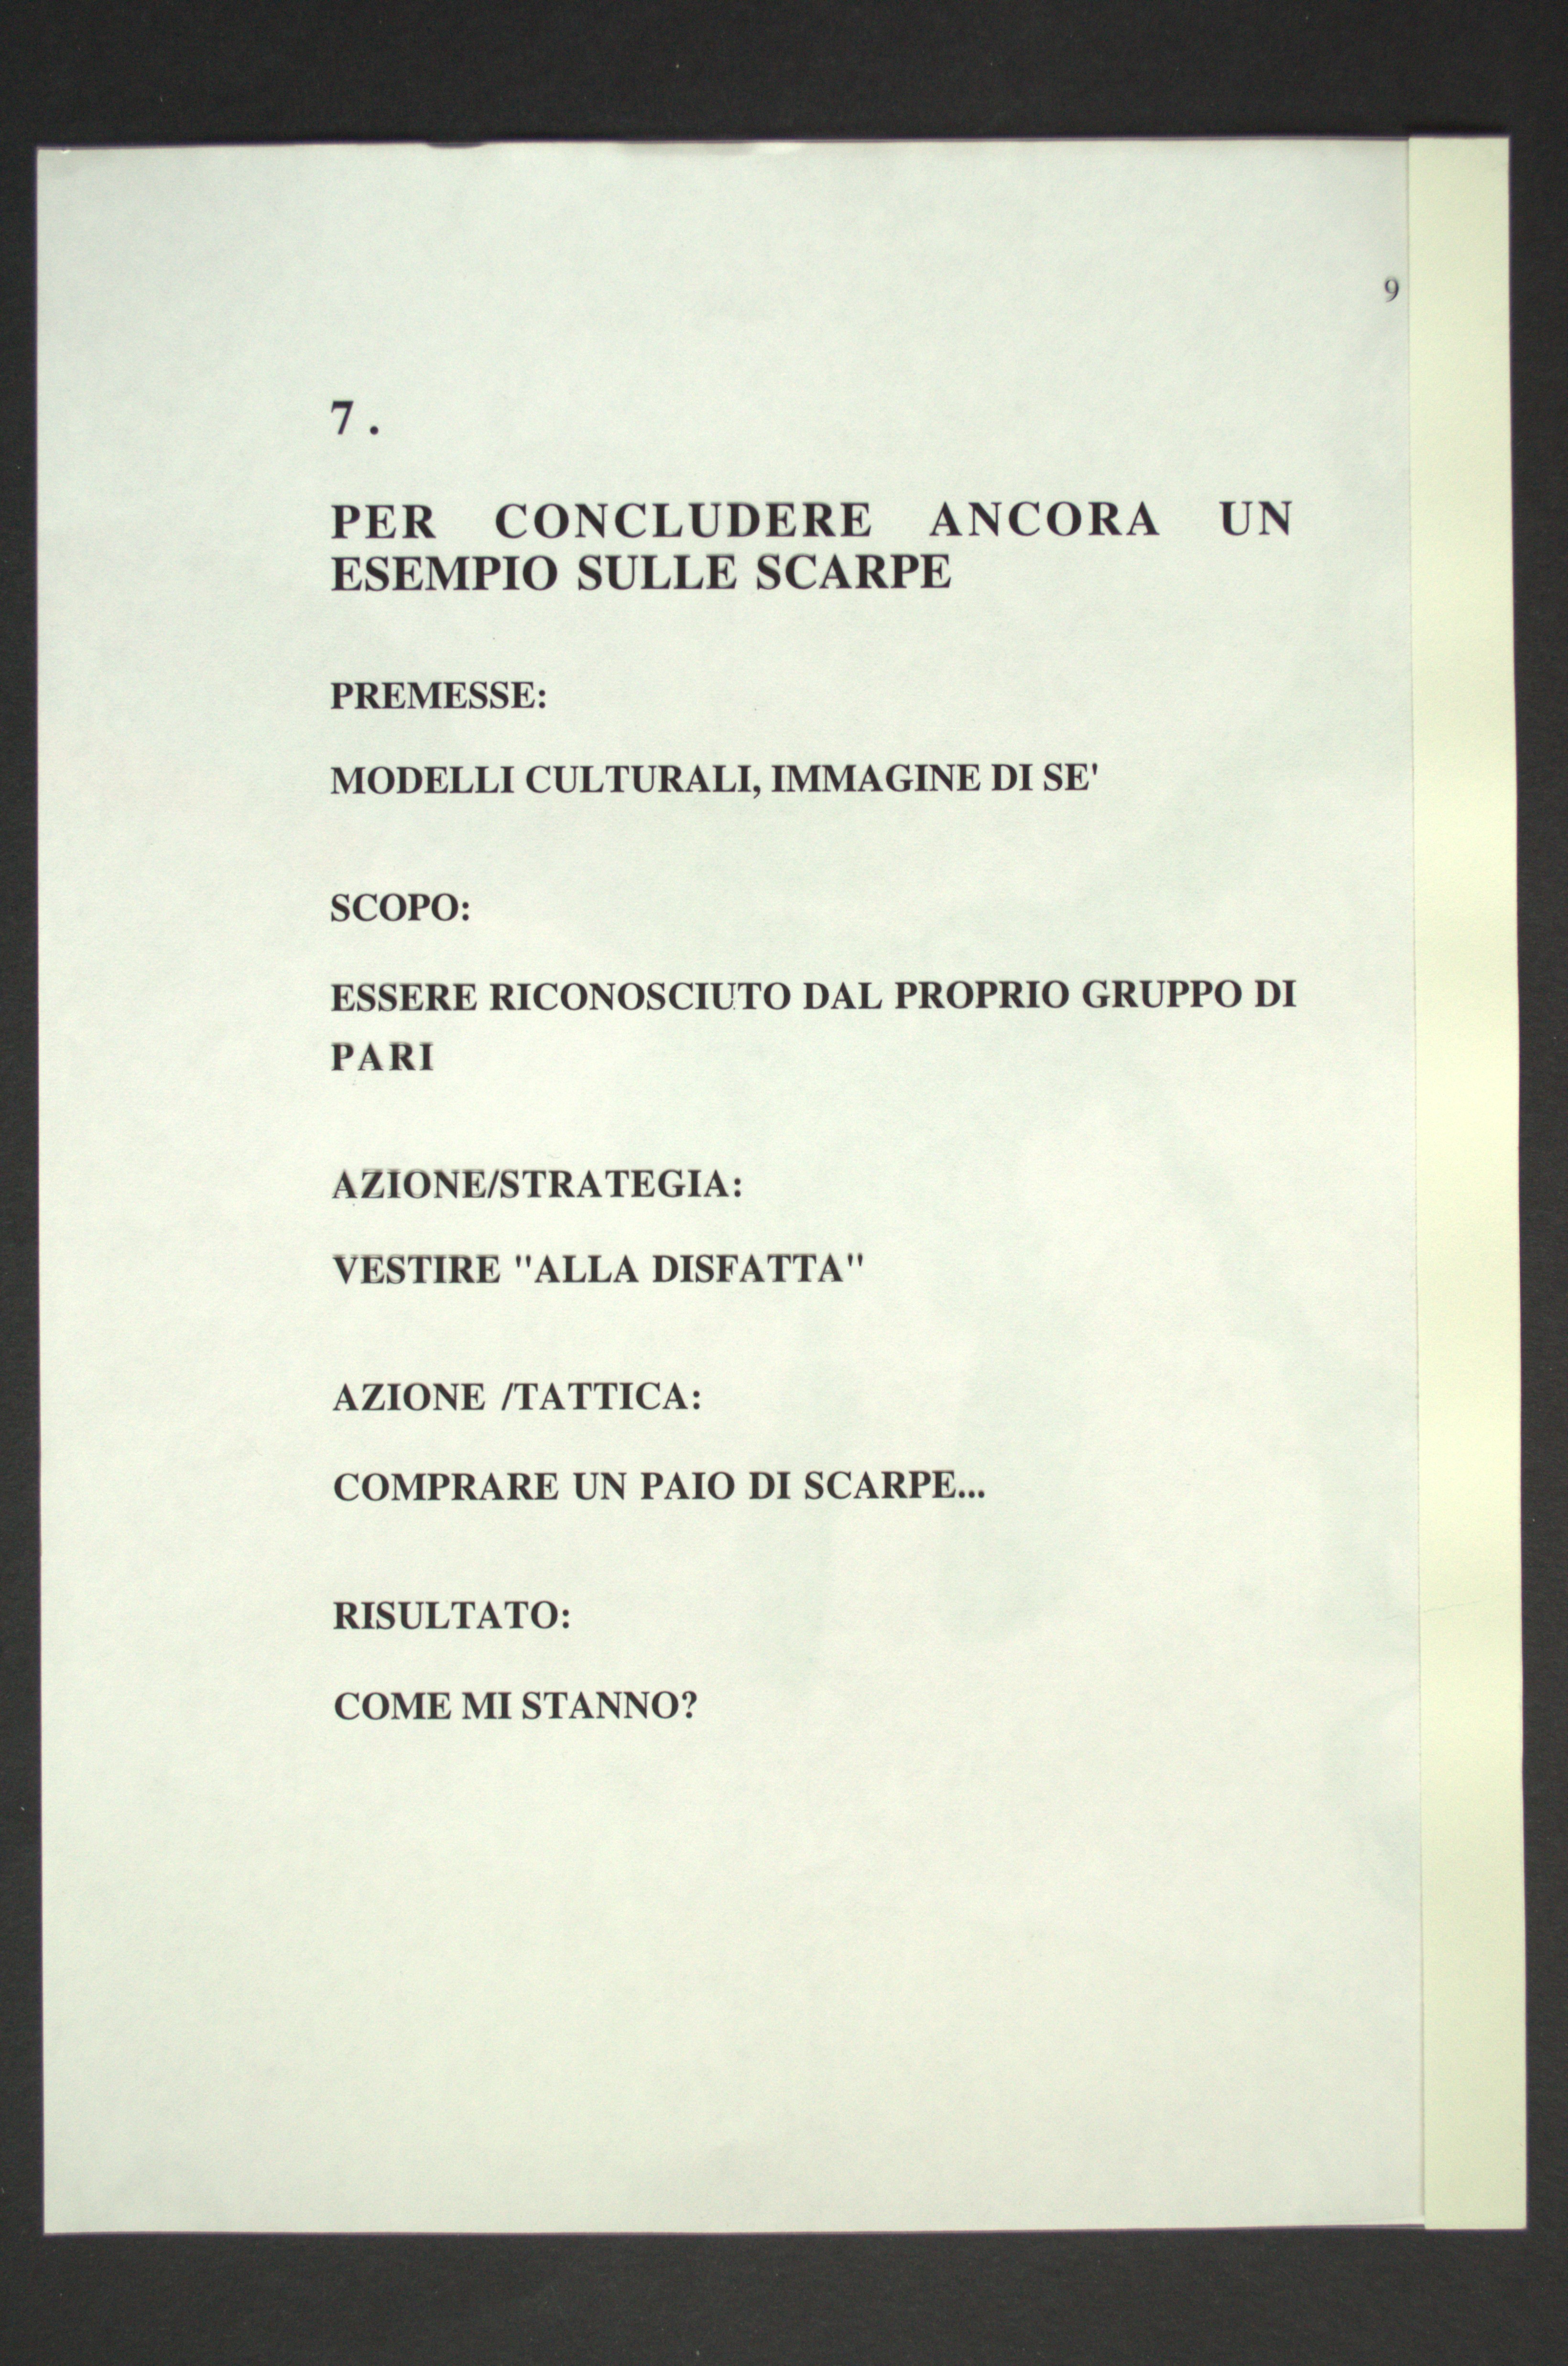 9
7 .
PER CONCLUDERE ANCORA UN
ESEMPIO SULLE SCARPE
PREMESSE:
MODELLI CULTURALI, IMMAGINE DI SE'
SCOPO:
ESSERE RICONOSCIUTO DAL PROPRIO GRUPPO DI
PARI
AZIONE/STRATEGIA:
VESTIRE "ALLA DISFATTA"
AZIONE /TATTICA:
COMPRARE UN PAIO DI SCARPE...
RISULTATO:
COME MI STANNO?